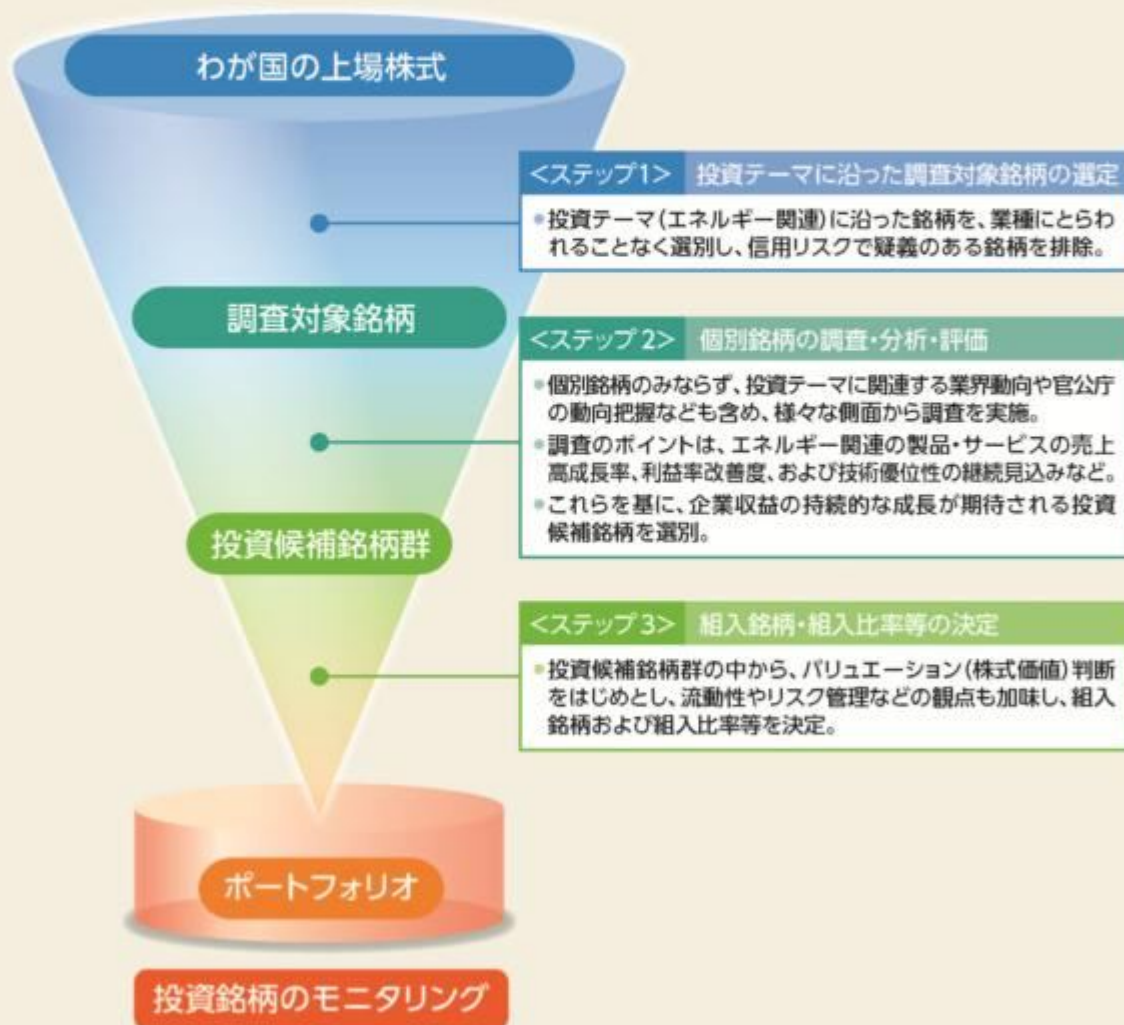 わが国の上場株式
<ステップ1> 投資テーマに沿った調査対象銘柄の選定
•投資テーマ(エネルギー関連)に沿った銘柄を、業種にとらわ
れることなく選別し、信用リスクで疑義のある銘柄を排除。
調査対象銘柄
<ステップ2> 個別銘柄の調査・分析・評価
•個別銘柄のみならず、投資テーマに関連する業界動向や官公庁
の動向把握なども含め、様々な側面から調査を実施。
•調査のポイントは、エネルギー関連の製品・サービスの売上
高成長率、利益率改善度、および技術優位性の継続見込みなど。
•これらを基に、企業収益の持続的な成長が期待される投資
候補銘柄を選別。
投資候補銘柄群
<ステップ3> 組入銘柄・組入比率等の決定
•投資候補銘柄群の中から、バリュエーション(株式価値)判断
をはじめとし、流動性やリスク管理などの観点も加味し、組入
銘柄および組入比率等を決定。
ポートフォリオ
投資銘柄のモニタリング